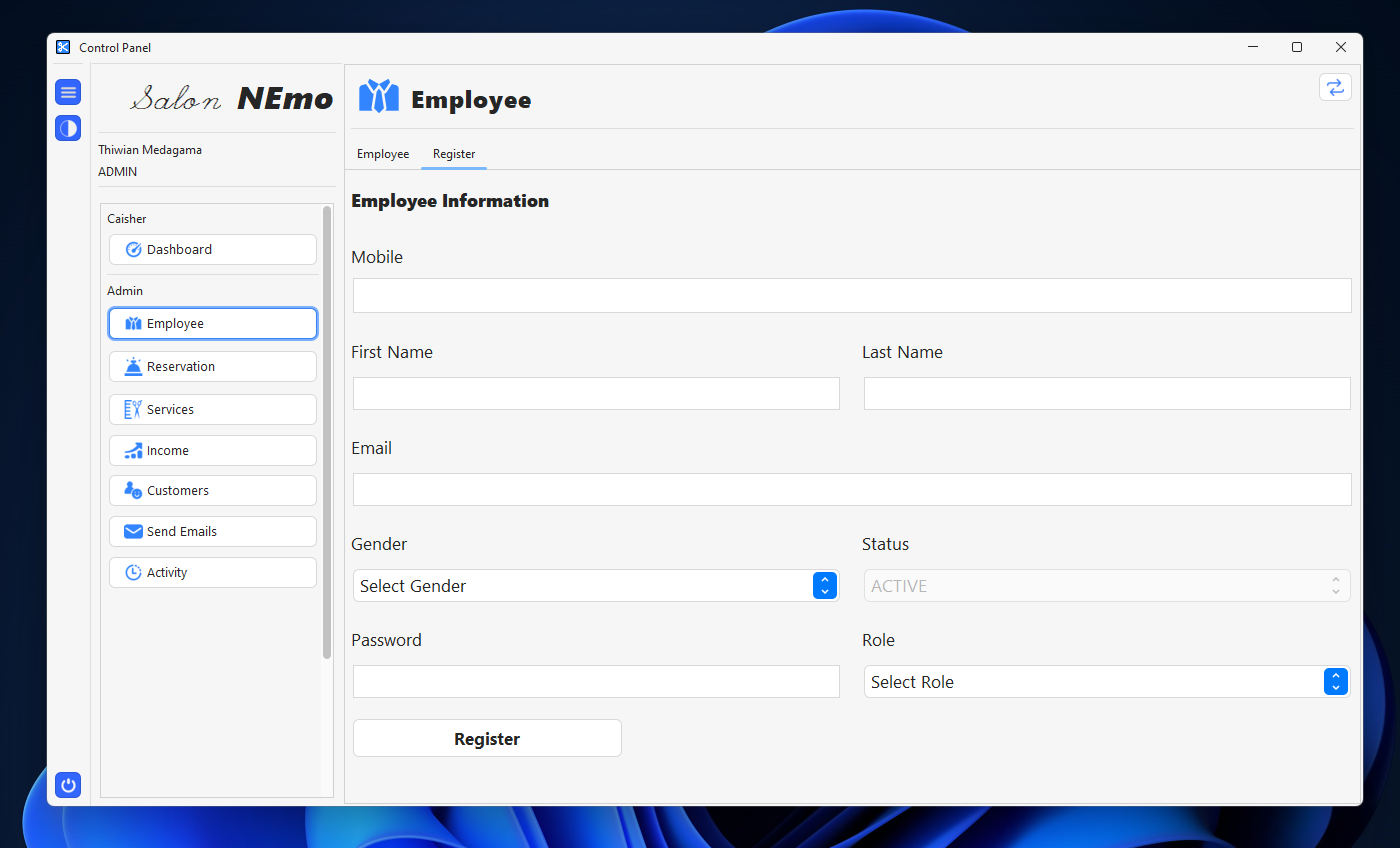 Control Panel
Salon NEmo
Thiwian Medagama
ADMIN
Caisher
Dashboard
Admin
Employee
Reservation
Services
Income
Customers
Send Emails
Activity
Employee
Employee Register
Employee Information
Mobile
First Name Last Name
Email
Gender Status
Select Gender ACTIVE
Password Role
Select Role
Register